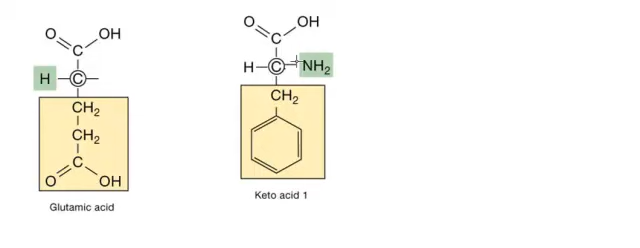 O OH
C
H C
CH2
CH2
C
O OH
Glutamic acid
O OH
C
H C NH2
CH2
Keto acid 1